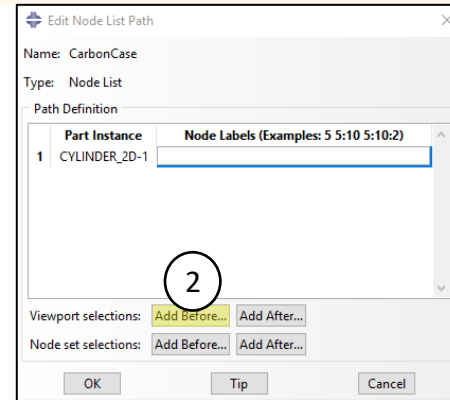 Edit Node List Path
Name: CarbonCase
Type: Node List
Path Definition
Part Instance Node Labels (Examples: 5 5:10 5:10:2)
1 CYLINDER_2D-1
2
Viewport selections: Add Before... Add After...
Node set selections: Add Before... Add After...
OK Tip Cancel